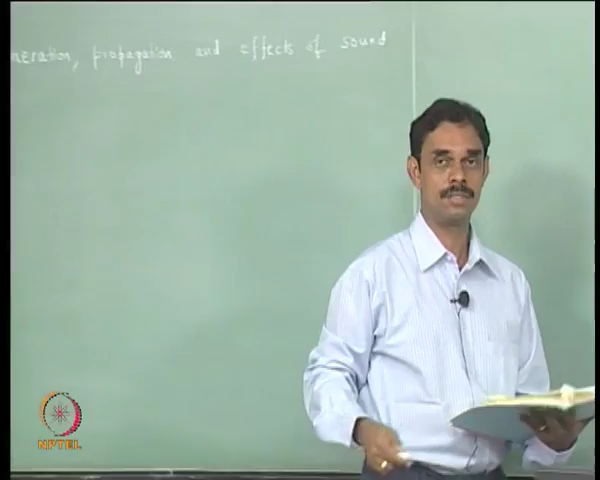 neration, propagation and effects of sound
NPTEL